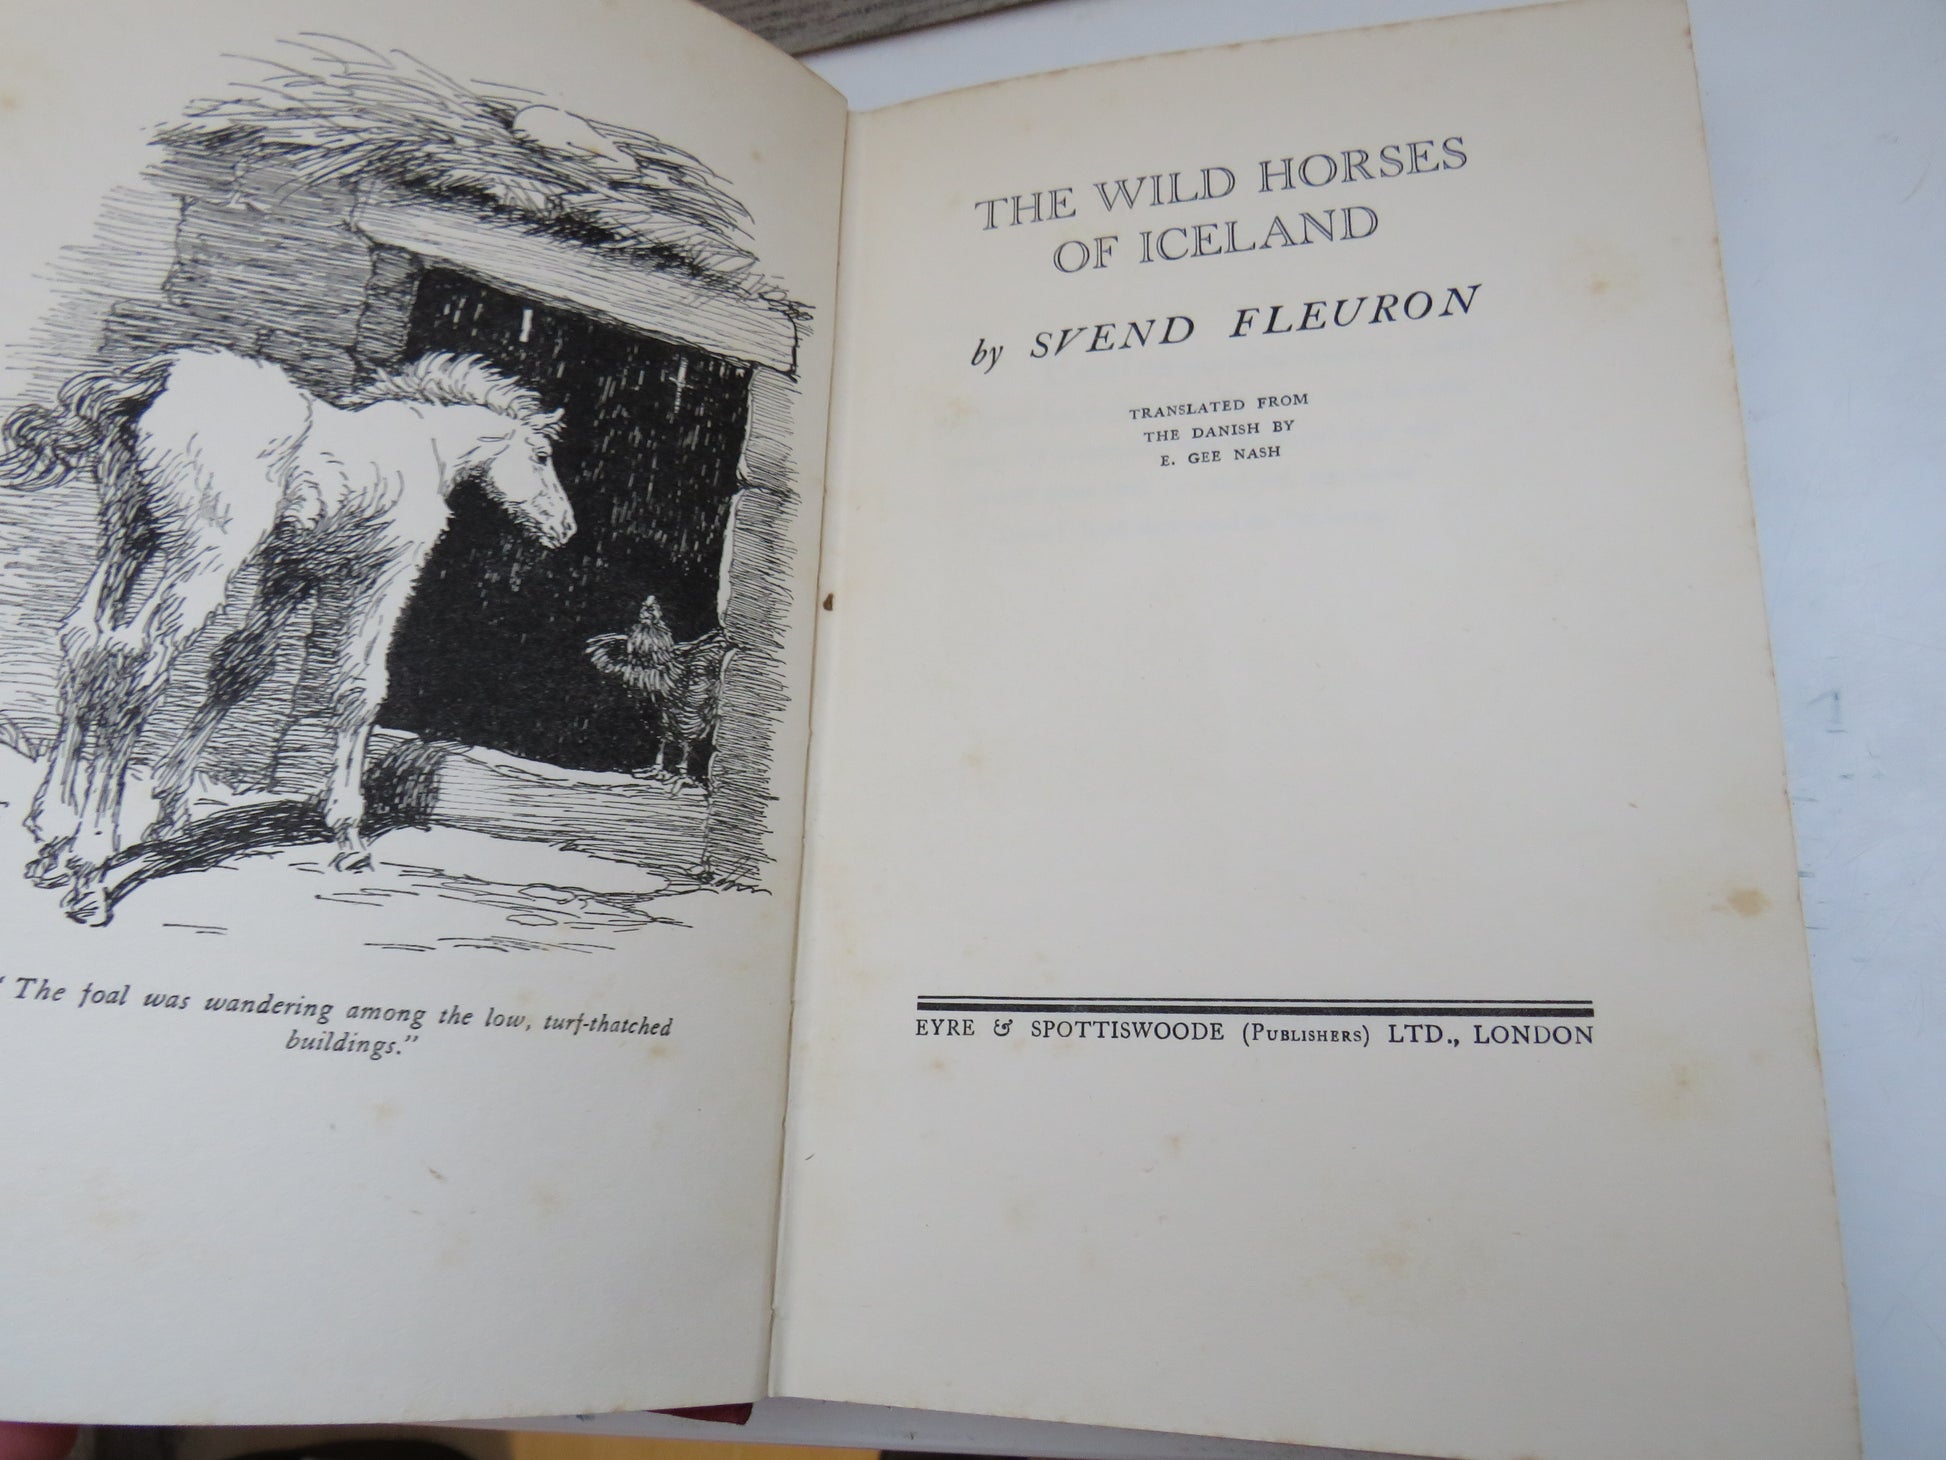 " The foal was wandering among the low, turf-thatched
buildings."
THE WILD HORSES
OF ICELAND
by SVEND FLEURON
TRANSLATED FROM
THE DANISH BY
E. GEE NASH
EYRE & SPOTTISWOODE (PUBLISHERS) LTD., LONDON